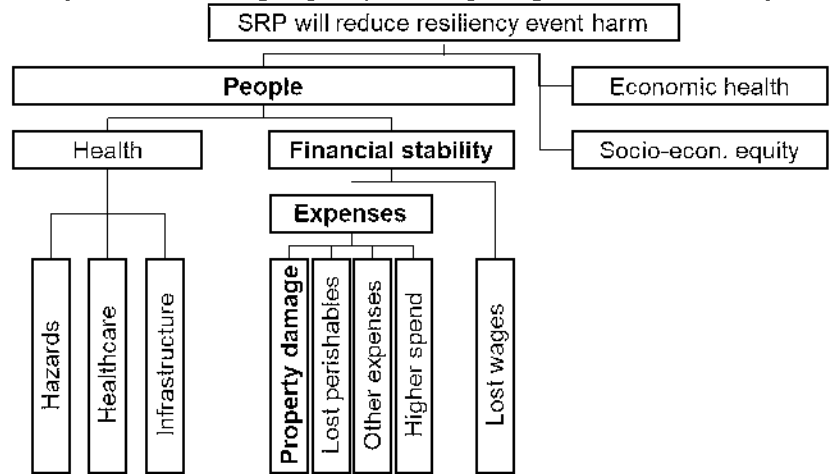 SRP will reduce resiliency event harm
People
Economic health
Health
Financial stability
Socio-econ. equity
Expenses
Hazards
Healthcare
Infrastructure
Property damage
Lost perishables
Other expenses
Higher spend
Lost wages